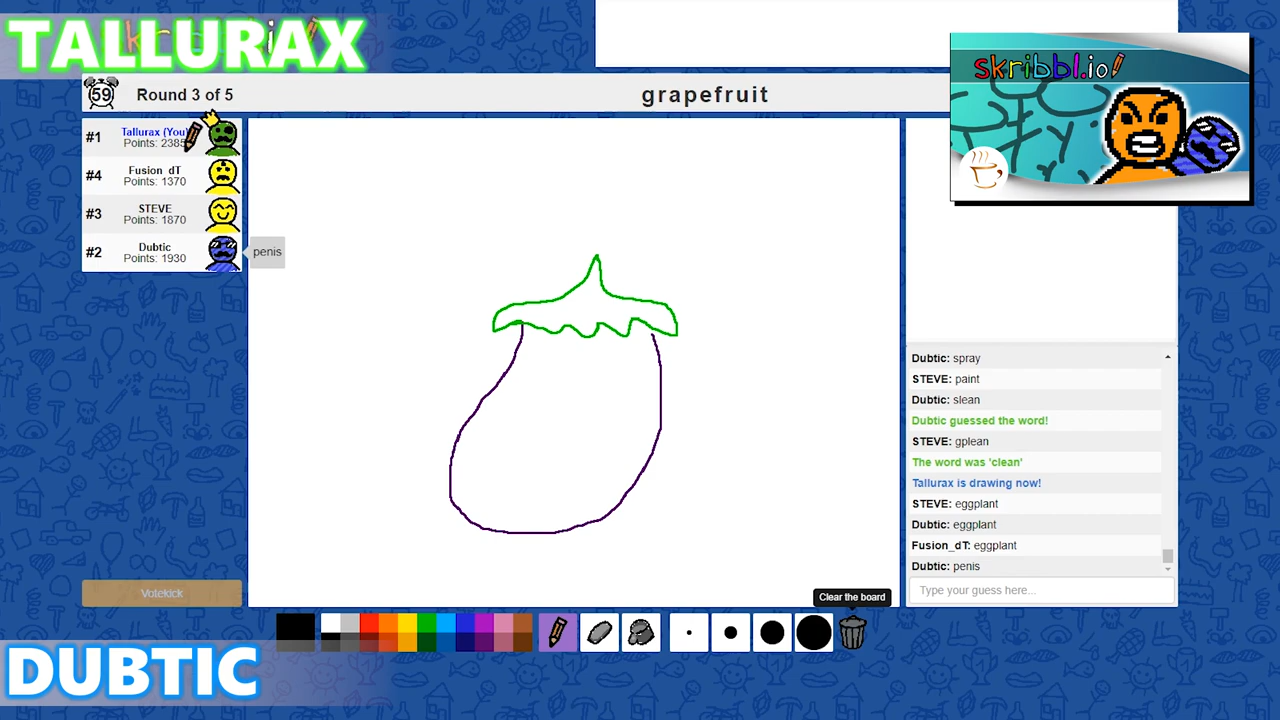 TALLURAX
59
Round 3 of 5
grapefruit
skribbl.io
#1
Tallurax (You)
Points: 2385
#4
Fusion_dT
Points: 1370
#3
STEVE
Points: 1870
#2
Dubtic
Points: 1930
penis
Dubtic: spray
STEVE: paint
Dubtic: slean
Dubtic guessed the word!
STEVE: gplean
The word was 'clean'
Tallurax is drawing now!
STEVE: eggplant
Dubtic: eggplant
Fusion_dT: eggplant
Dubtic: penis
Type your guess here...
Votekick
Clear the board
DUBTIC